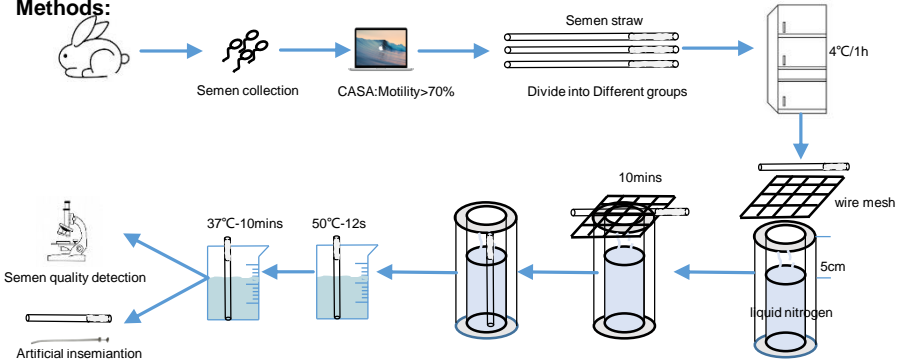 Methods:
Semen straw
4℃/1h
Semen collection
CASA:Motility>70%
Divide into Different groups
10mins
wire mesh
37℃-10mins
50℃-12s
5cm
Semen quality detection
liquid nitrogen
Artificial insemiantion